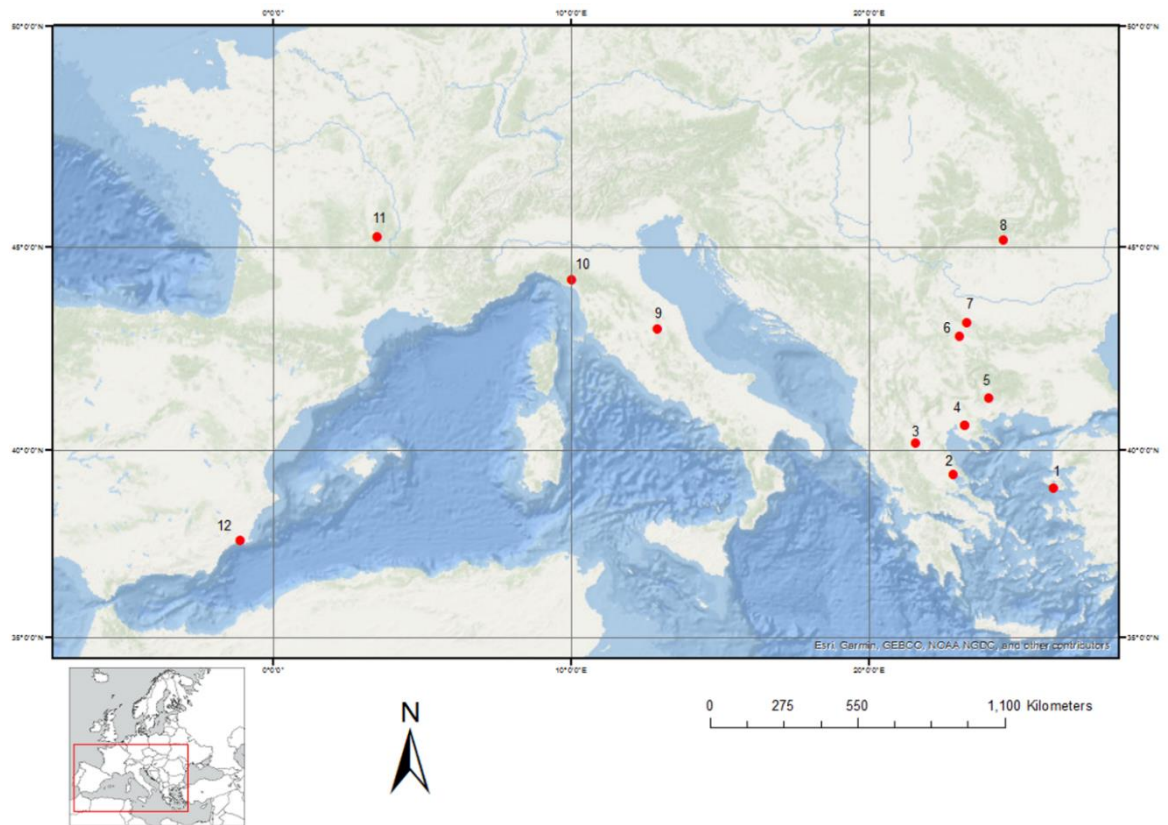 0°0'0" 10°0'0"E 20°0'0"E
50°0'0"N 50°0'0"N
11
8
45°0'0"N 45°0'0"N
10
7
9
6
5
4
3
40°0'0"N 40°0'0"N
2
1
12
35°0'0"N 35°0'0"N
Esri, Garmin, GEBCO, NOAA NGDC, and other contributors
0°0'0" 10°0'0"E 20°0'0"E
N
0 275 550 1,100 Kilometers